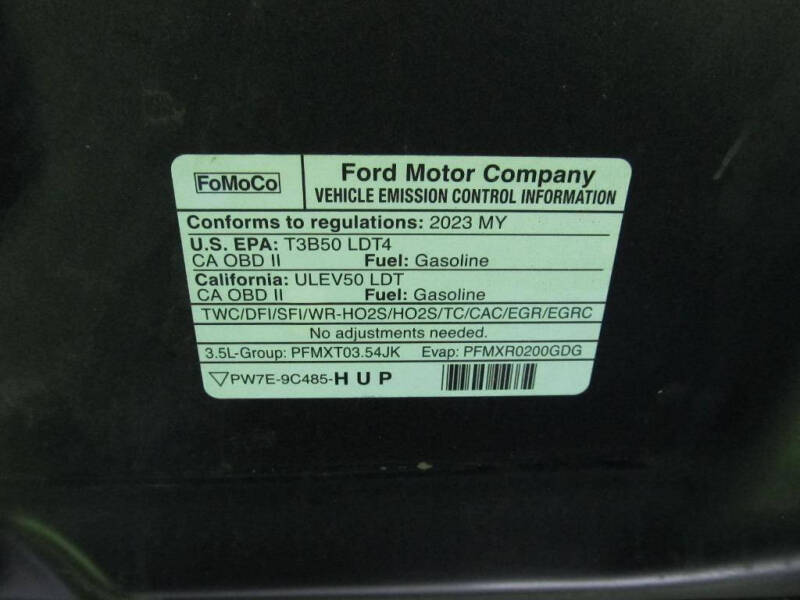 FoMoCo
Ford Motor Company
VEHICLE EMISSION CONTROL INFORMATION
Conforms to regulations: 2023 MY
U.S. EPA: T3B50 LDT4
CA OBD II Fuel: Gasoline
California: ULEV50 LDT
CA OBD II Fuel: Gasoline
TWC/DFI/SFI/WR-HO2S/HO2S/TC/CAC/EGR/EGRC
No adjustments needed.
3.5L-Group: PFMXT03.54JK Evap: PFMXR0200GDG
PW7E-9C485-HUP